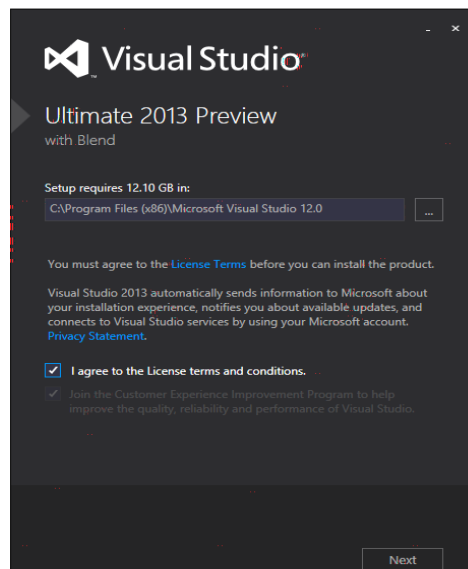 Visual Studio
Ultimate 2013 Preview
with Blend
Setup requires 12.10 GB in:
C:\Program Files (x86)\Microsoft Visual Studio 12.0
...
You must agree to the License Terms before you can install the product.
Visual Studio 2013 automatically sends information to Microsoft about
your installation experience, notifies you about available updates, and
connects to Visual Studio services by using your Microsoft account.
Privacy Statement.
I agree to the License terms and conditions.
Join the Customer Experience Improvement Program to help
improve the quality, reliability and performance of Visual Studio.
Next